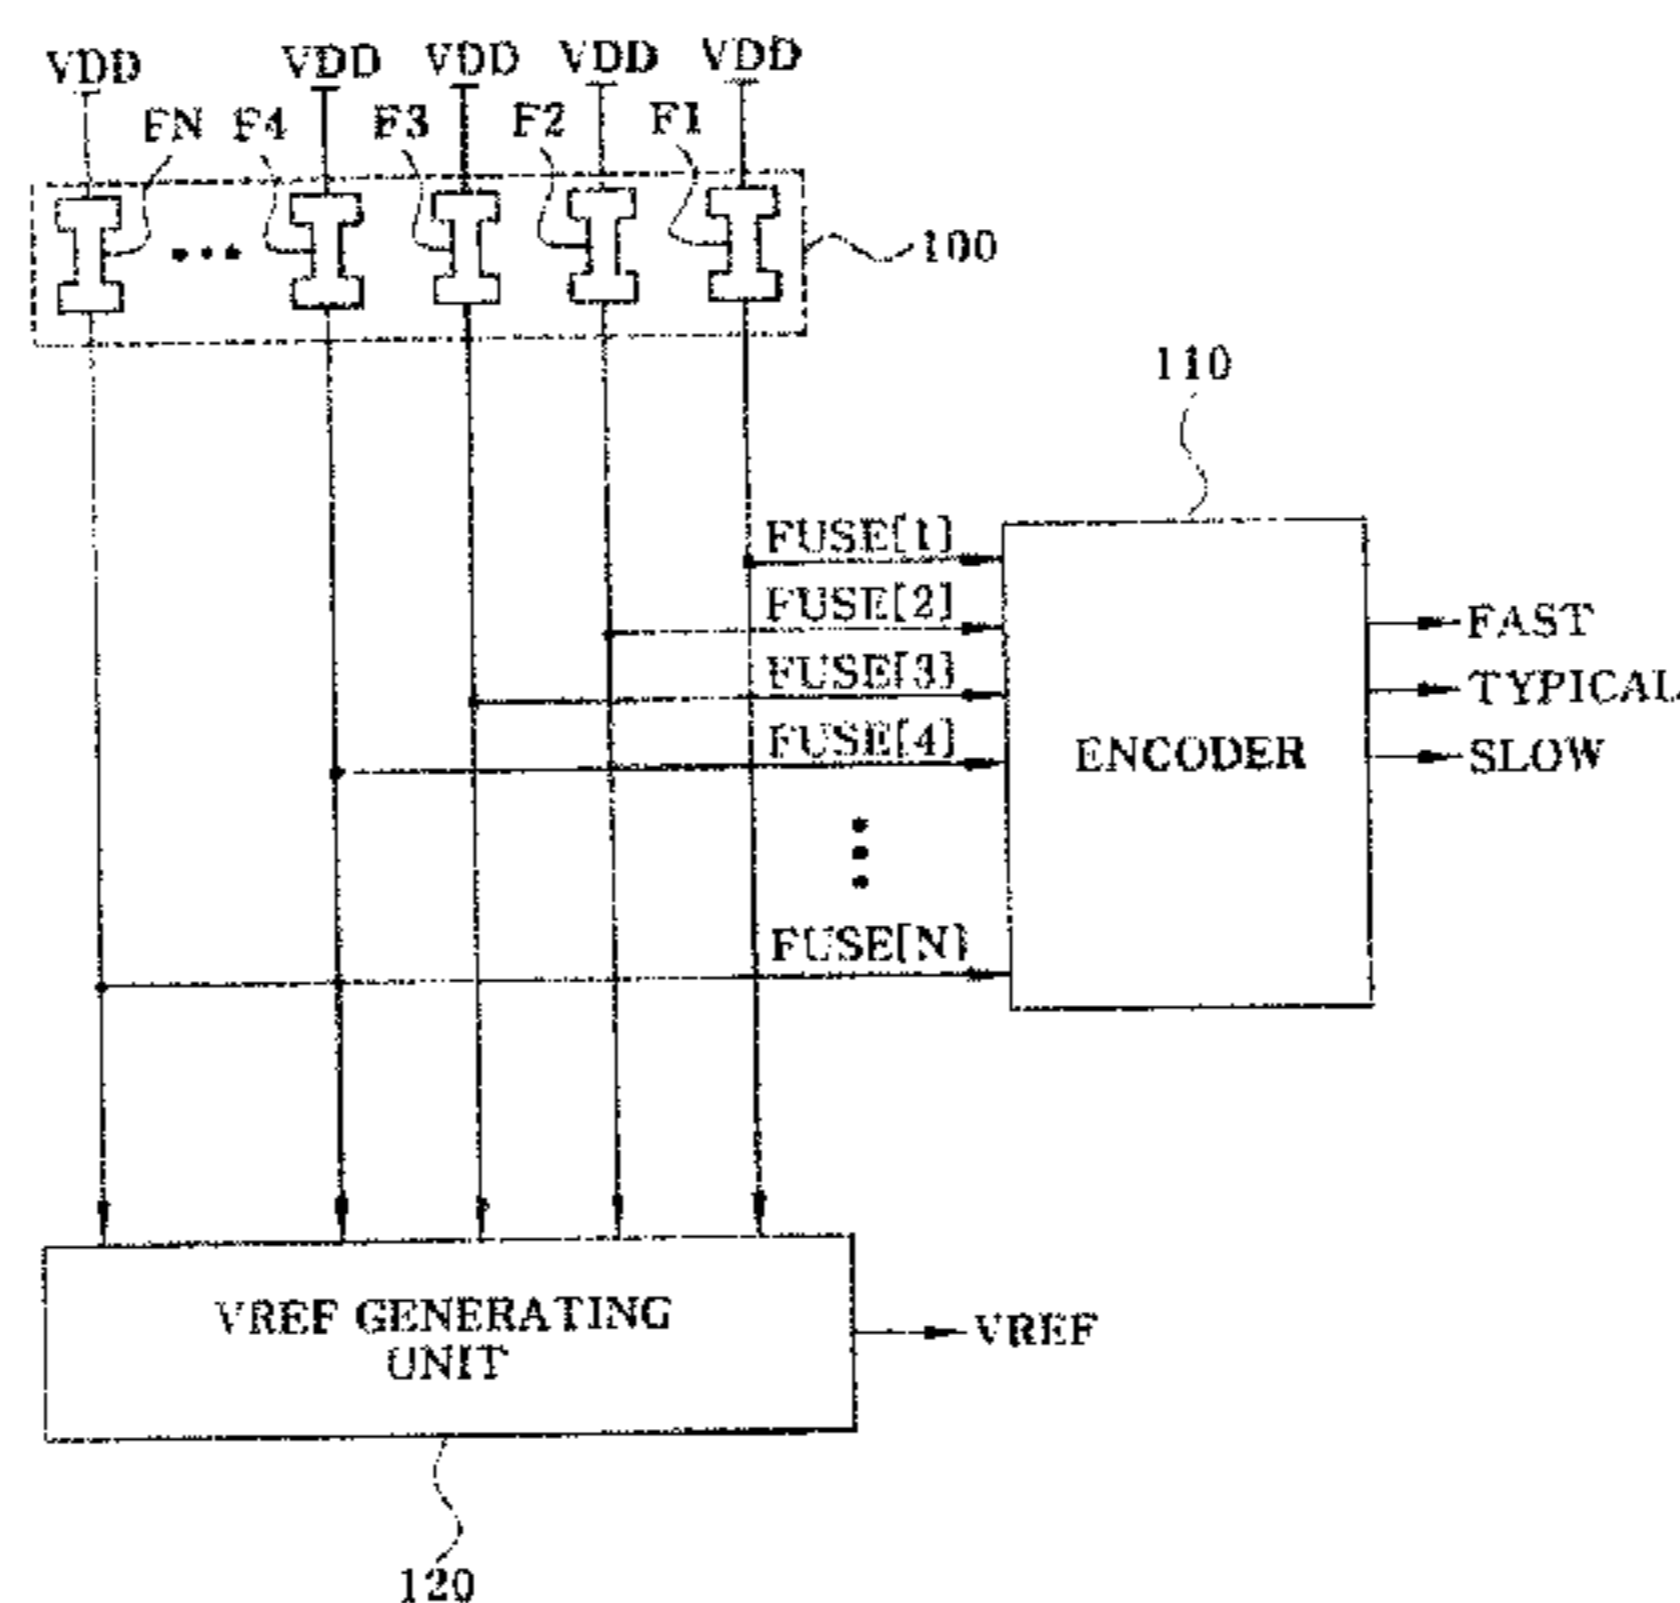 VDD VDD VDD VDD VDD
FN F4 F3 F2 F1
100
110
FUSE[1]
FUSE[2]
FUSE[3]
FUSE[4]
FUSE[N]
ENCODER
FAST
TYPICAL
SLOW
VREF GENERATING
UNIT
VREF
120